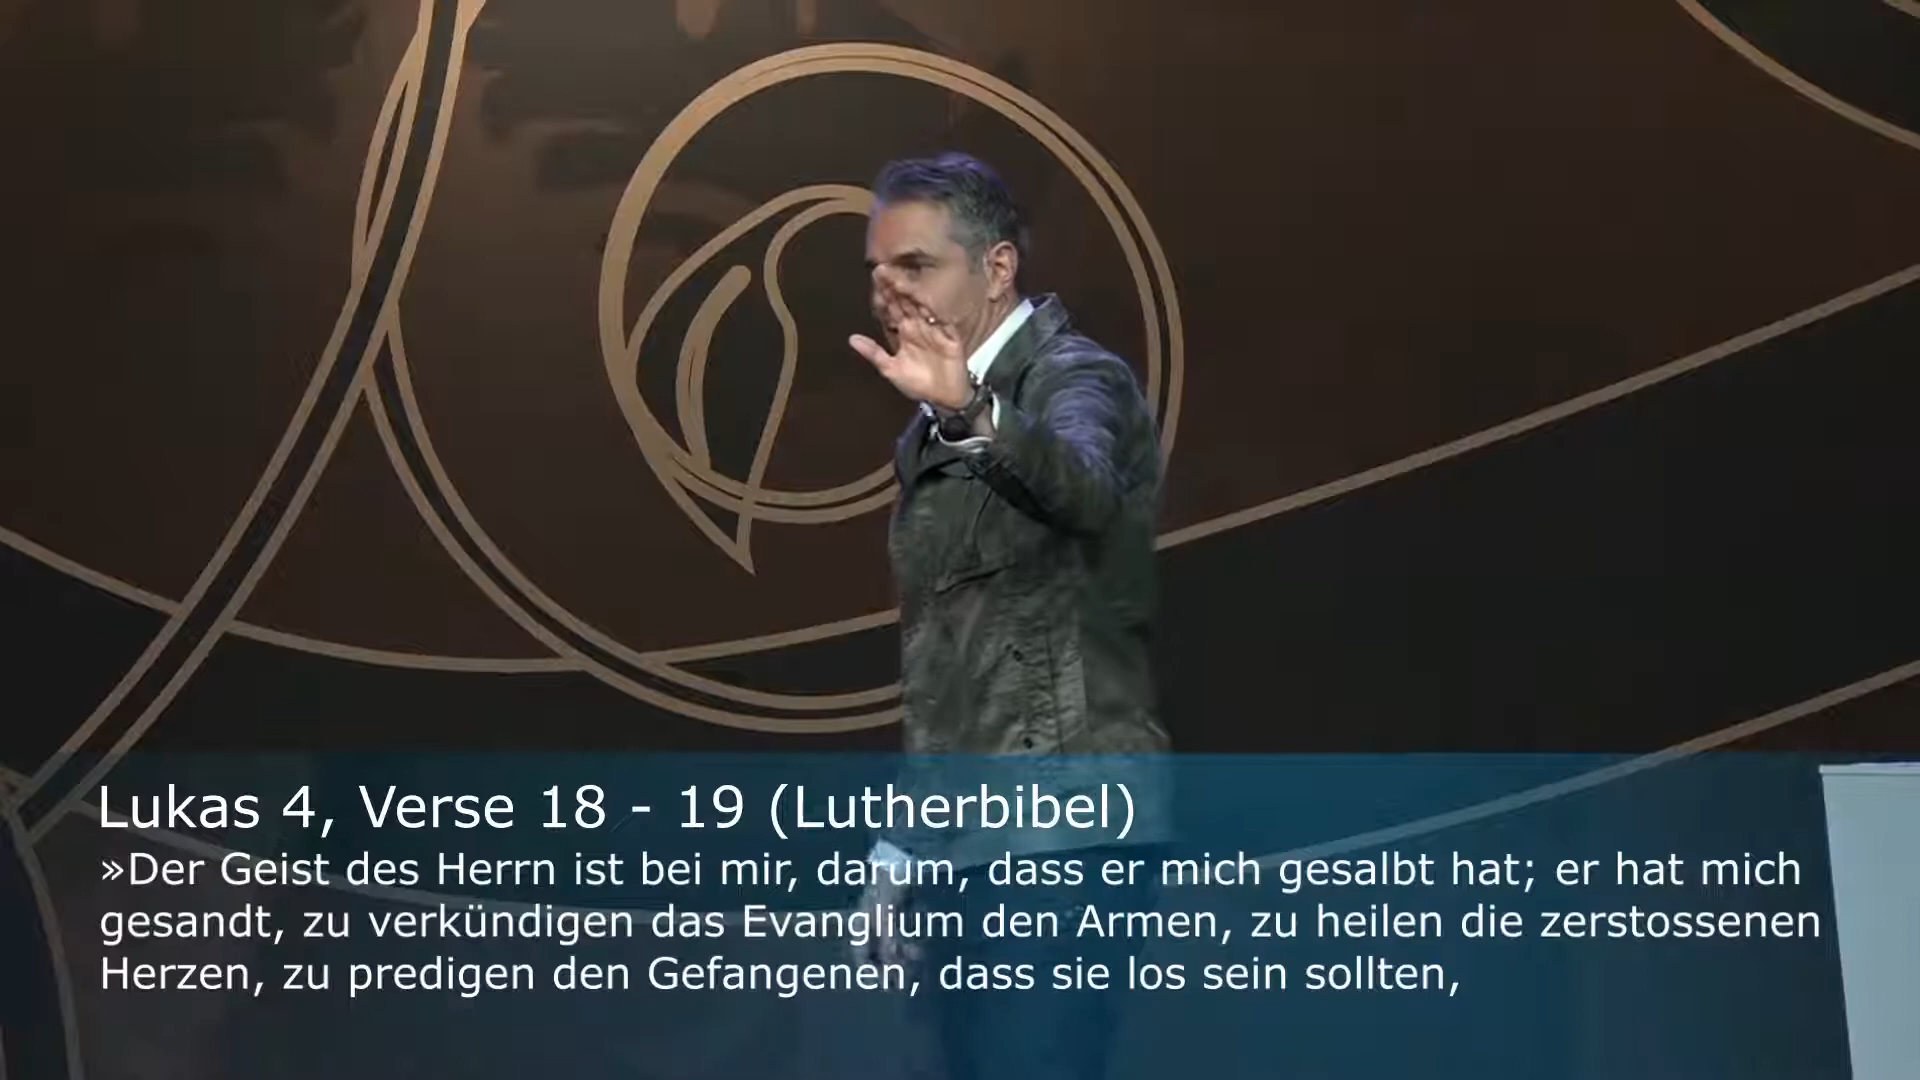 Lukas 4, Verse 18 - 19 (Lutherbibel)
»Der Geist des Herrn ist bei mir, darum, dass er mich gesalbt hat; er hat mich
gesandt, zu verkündigen das Evanglium den Armen, zu heilen die zerstossenen
Herzen, zu predigen den Gefangenen, dass sie los sein sollten,